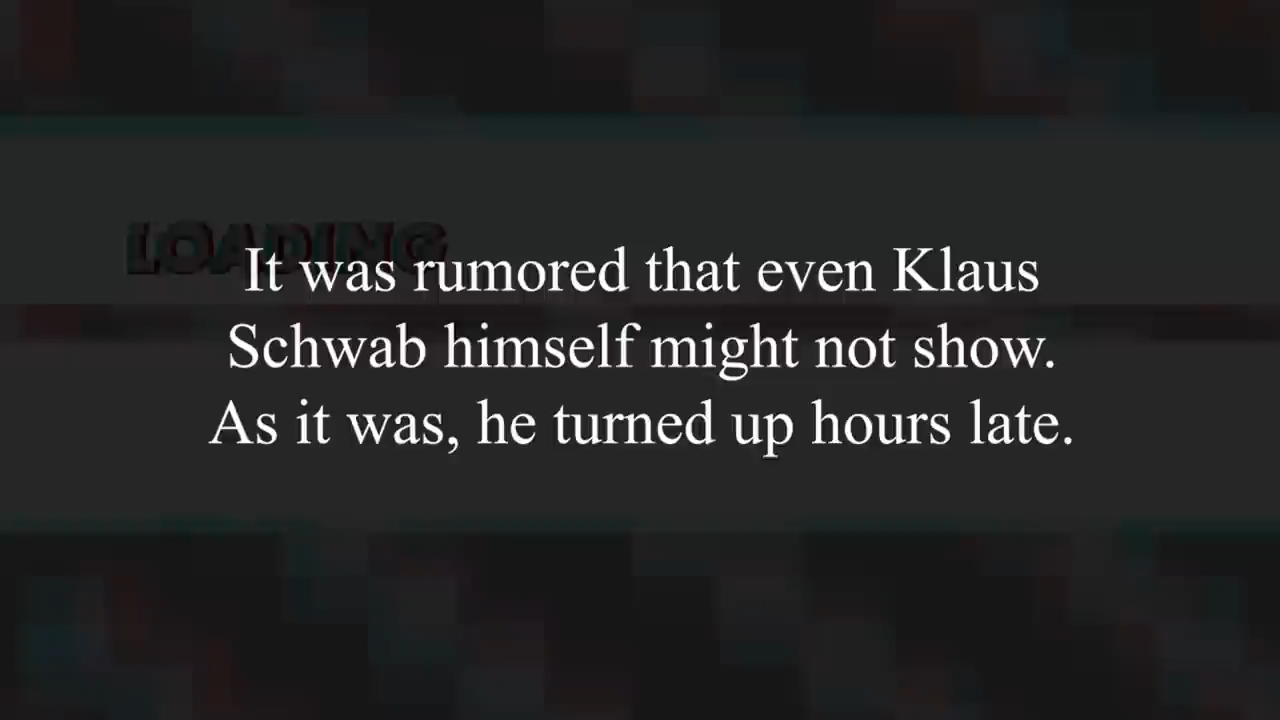 LOADING
It was rumored that even Klaus
Schwab himself might not show.
As it was, he turned up hours late.